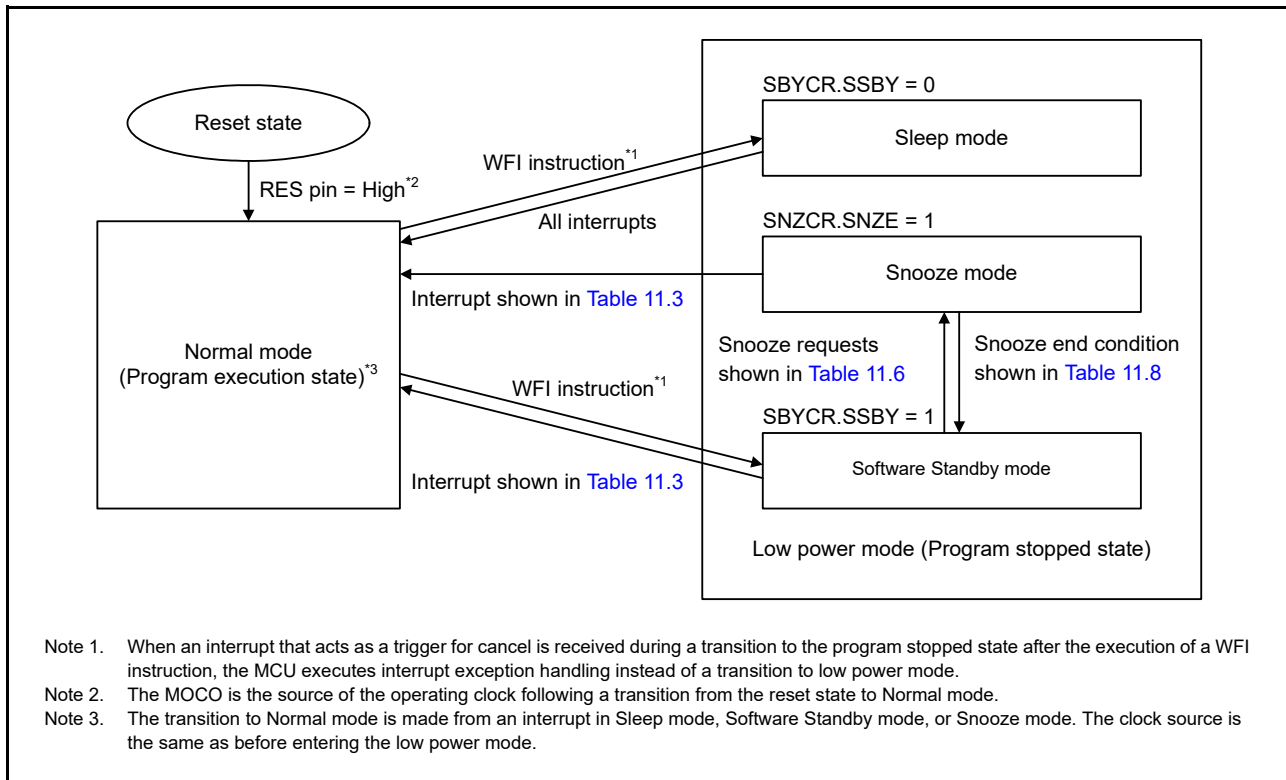 Reset state
RES pin = High*2
Normal mode
(Program execution state)*3
WFI instruction*1
All interrupts
Interrupt shown in Table 11.3
WFI instruction*1
Interrupt shown in Table 11.3
SBYCR.SSBY = 0
Sleep mode
SNZCR.SNZE = 1
Snooze mode
Snooze requests
shown in Table 11.6
Snooze end condition
shown in Table 11.8
SBYCR.SSBY = 1
Software Standby mode
Low power mode (Program stopped state)
Note 1. When an interrupt that acts as a trigger for cancel is received during a transition to the program stopped state after the execution of a WFI
instruction, the MCU executes interrupt exception handling instead of a transition to low power mode.
Note 2. The MOCO is the source of the operating clock following a transition from the reset state to Normal mode.
Note 3. The transition to Normal mode is made from an interrupt in Sleep mode, Software Standby mode, or Snooze mode. The clock source is
the same as before entering the low power mode.